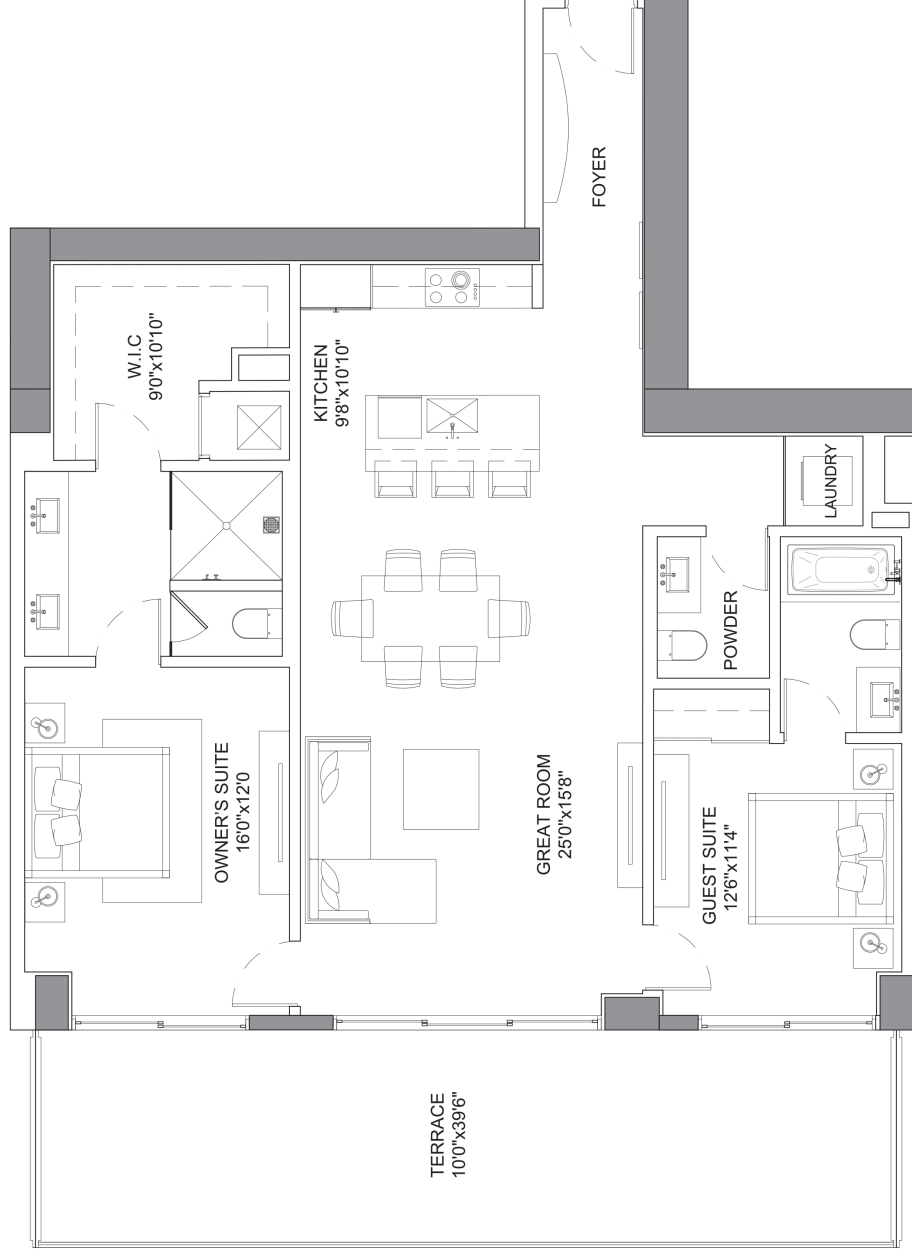 FOYER
W.I.C
9'0"x10'10"
KITCHEN
9'8"x10'10"
LAUNDRY
POWDER
OWNER'S SUITE
16'0"x12'0
GREAT ROOM
25'0"x15'8"
GUEST SUITE
12'6"x11'4"
TERRACE
10'0"x39'6"